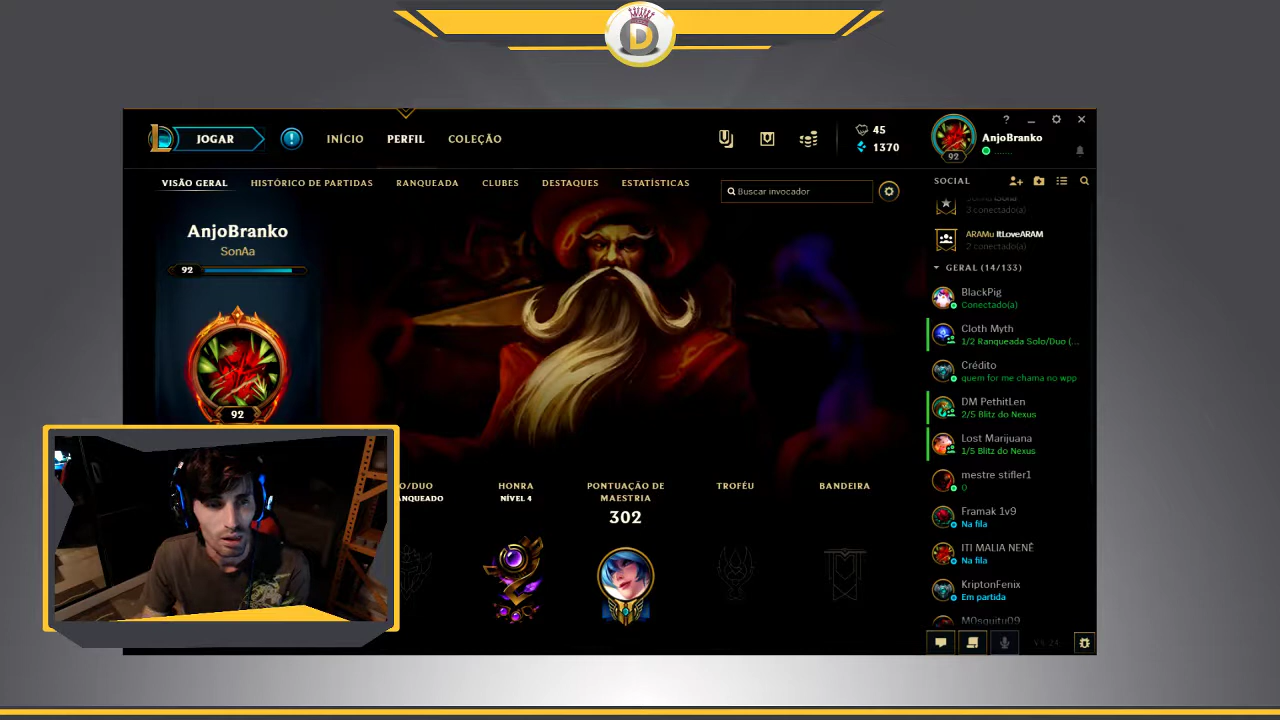 D
JOGAR
INÍCIO
PERFIL
COLEÇÃO
45
1370
?
AnjoBranko
92
VISÃO GERAL
HISTÓRICO DE PARTIDAS
RANQUEADA
CLUBES
DESTAQUES
ESTATÍSTICAS
Buscar invocador
SOCIAL
3 conectado(a)
ARAMu ItLoveARAM
2 conectado(a)
GERAL (14/133)
BlackPig
Conectado(a)
Cloth Myth
1/2 Ranqueada Solo/Duo (...
Crédito
quem for me chama no wpp
DM PethitLen
2/5 Blitz do Nexus
Lost Marijuana
1/5 Blitz do Nexus
mestre stifler1
0
Framak 1v9
Na fila
ITI MALIA NENÊ
Na fila
KriptonFenix
Em partida
M0squitu09
AnjoBranko
SonAa
92
92
O/DUO
ANQUEADO
HONRA
NÍVEL 4
PONTUAÇÃO DE
MAESTRIA
302
TROFÉU
BANDEIRA